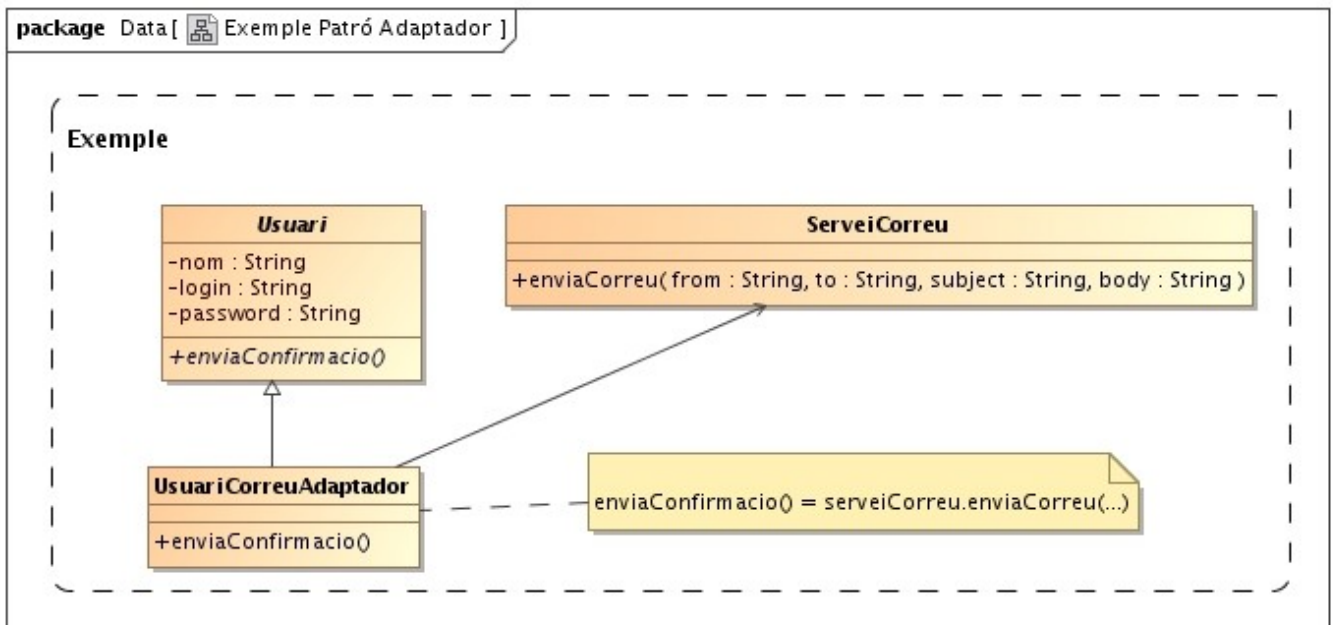 package Data [ Exemple Patró Adaptador ]
Exemple
Usuari
-nom : String
-login : String
-password : String
+enviaConfirmacio()
ServeiCorreu
+enviaCorreu( from : String, to : String, subject : String, body : String )
UsuariCorreuAdaptador
+enviaConfirmacio()
enviaConfirmacio() = serveiCorreu.enviaCorreu(...)